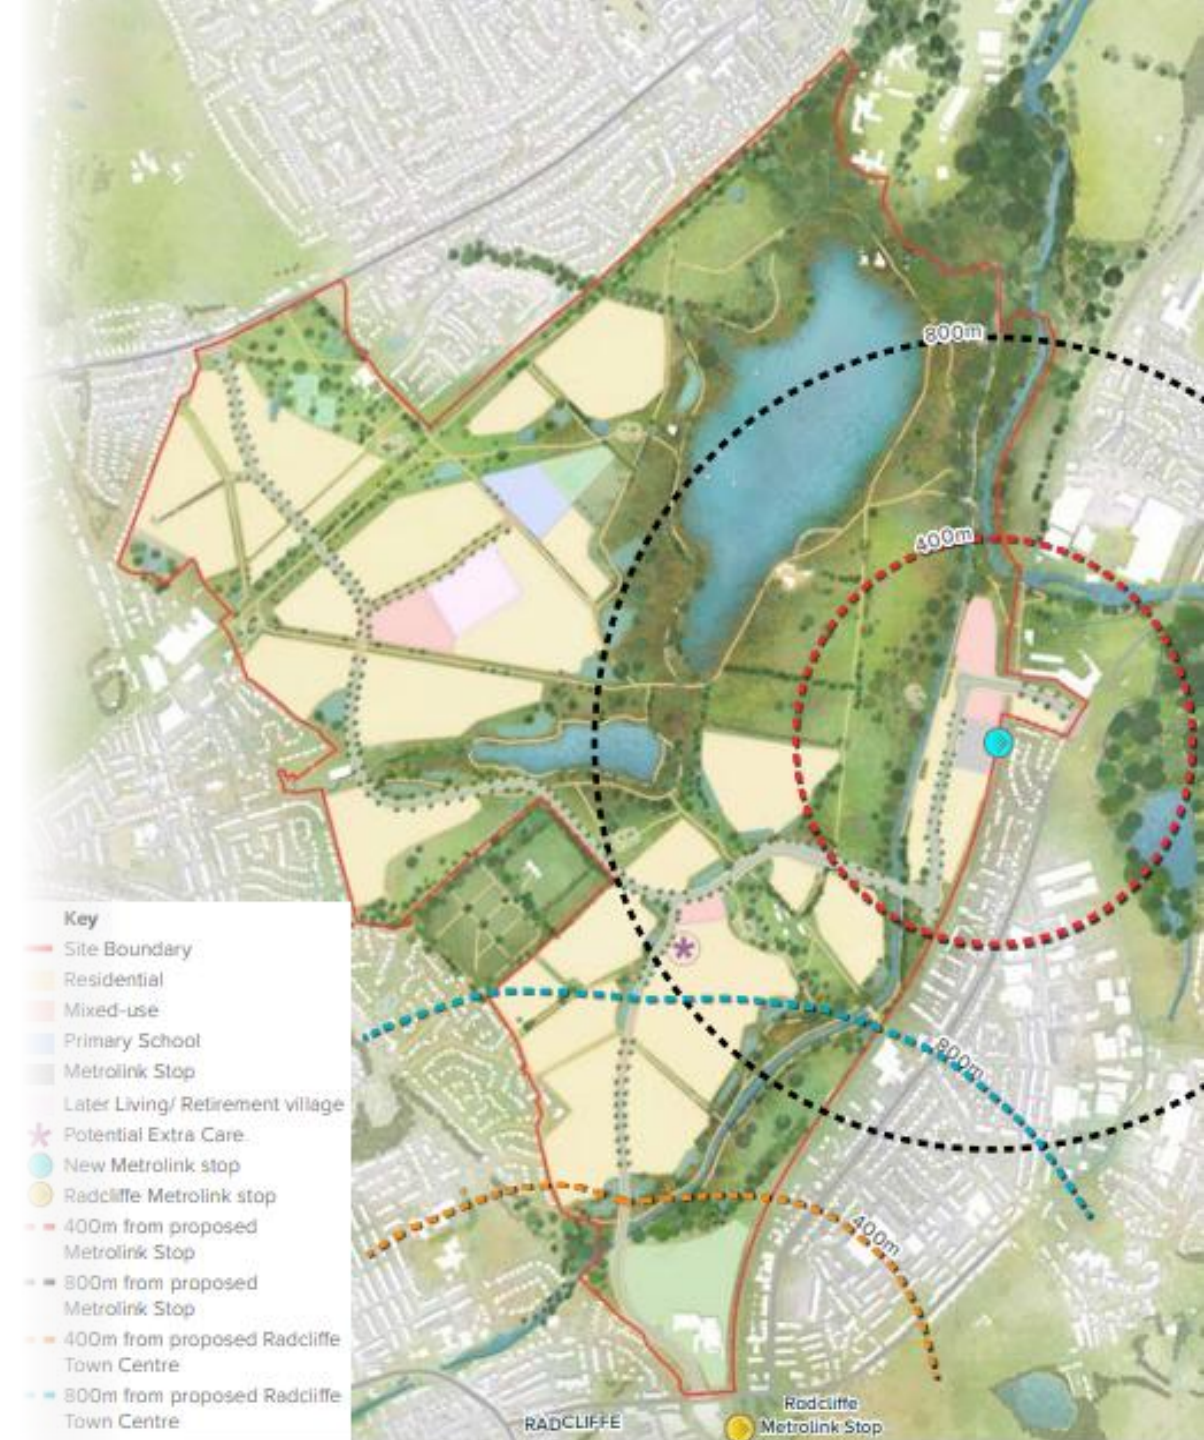 800m
400m
800m
400m
Key
Site Boundary
Residential
Mixed-use
Primary School
Metrolink Stop
Later Living/ Retirement village
Potential Extra Care
New Metrolink stop
Radcliffe Metrolink stop
400m from proposed
Metrolink Stop
800m from proposed
Metrolink Stop
400m from proposed Radcliffe
Town Centre
800m from proposed Radcliffe
Town Centre
RADCLIFFE
Radcliffe
Metrolink Stop